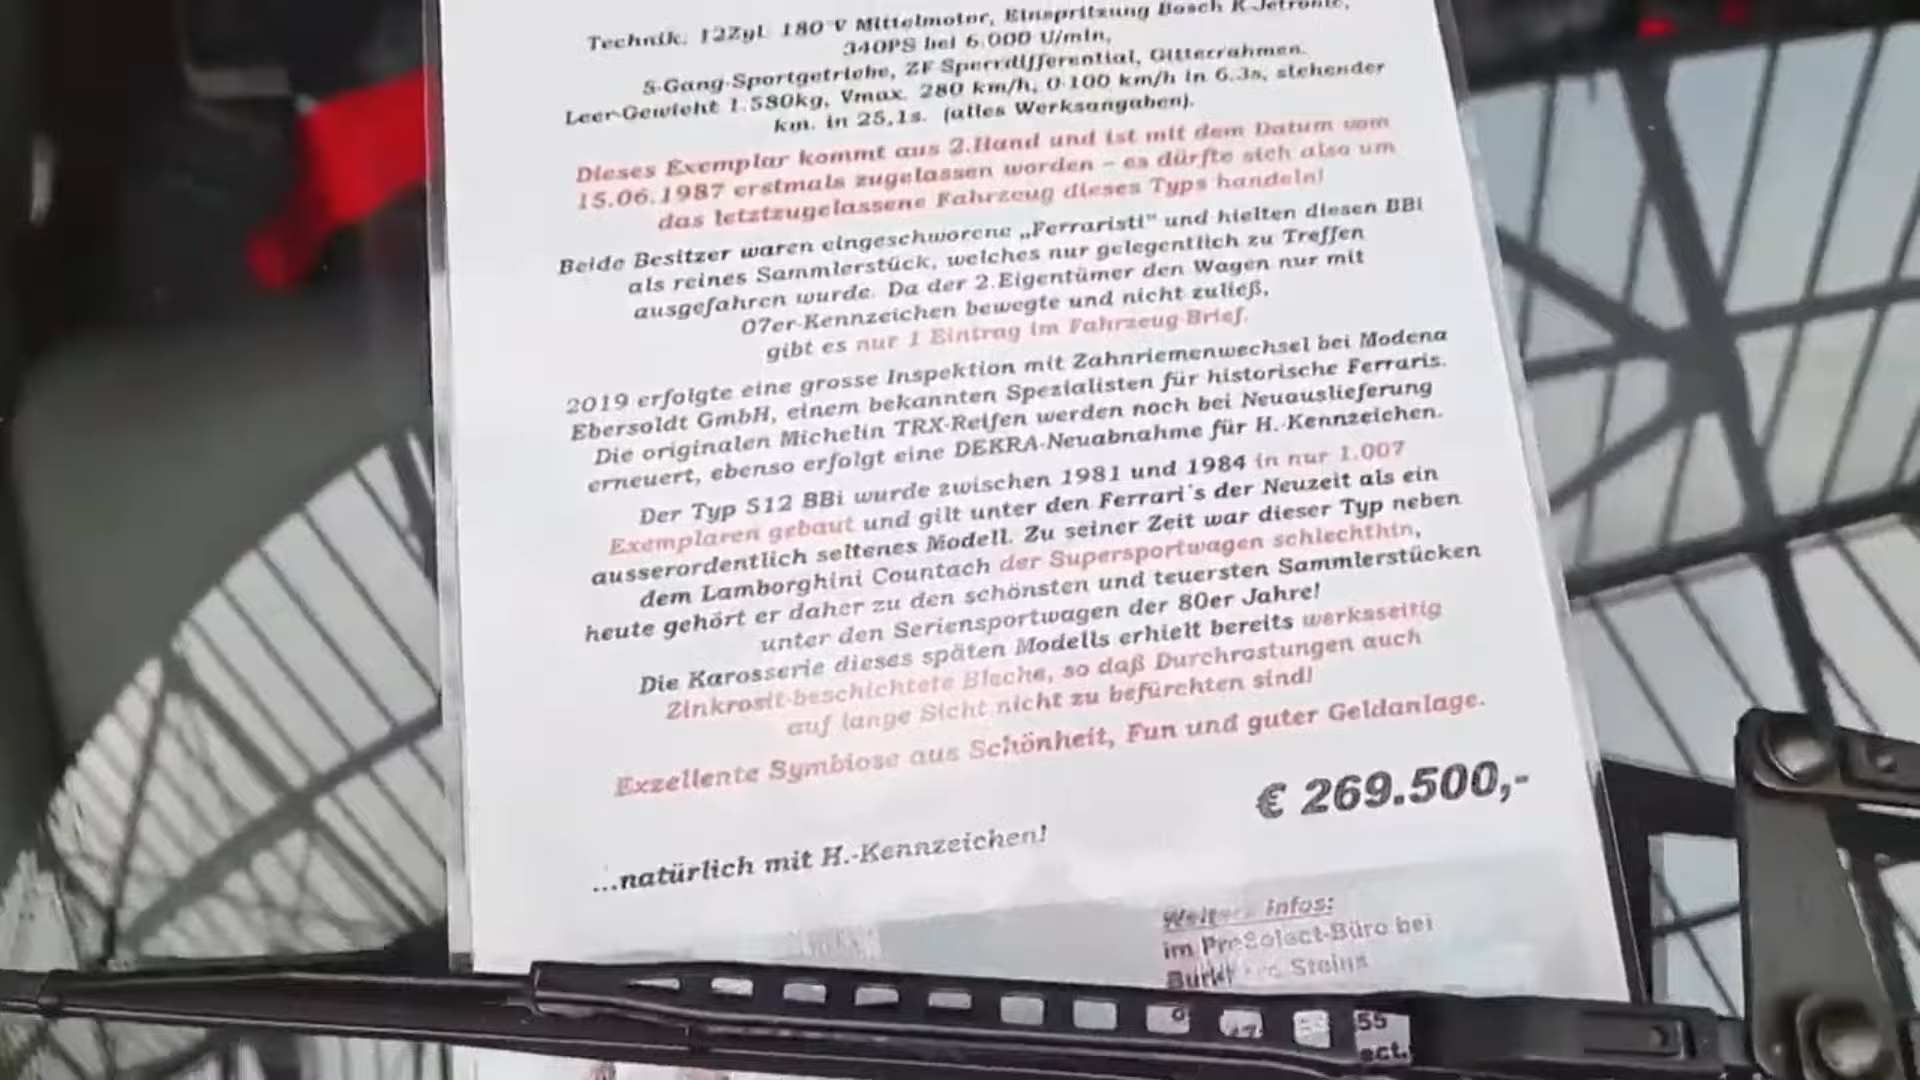 Technik: 12Zyl. 180°V Mittelmotor, Einspritzung Bosch K-Jetronic,
340PS bei 6.000 U/min,
5-Gang-Sportgetriebe, ZF Sperrdifferential, Gitterrahmen.
Leer-Gewicht 1.580kg, Vmax. 280 km/h, 0-100 km/h in 6.3s, stehender
km. in 25,1s. (alles Werksangaben).
Dieses Exemplar kommt aus 2.Hand und ist mit dem Datum vom
15.06.1987 erstmals zugelassen worden – es dürfte sich also um
das letztzugelassene Fahrzeug dieses Typs handeln!
Beide Besitzer waren eingeschworene „Ferraristi" und hielten diesen BBi
als reines Sammlerstück, welches nur gelegentlich zu Treffen
ausgefahren wurde. Da der 2.Eigentümer den Wagen nur mit
07er-Kennzeichen bewegte und nicht zuließ,
gibt es nur 1 Eintrag im Fahrzeug-Brief.
2019 erfolgte eine grosse Inspektion mit Zahnriemenwechsel bei Modena
Ebersoldt GmbH, einem bekannten Spezialisten für historische Ferraris.
Die originalen Michelin TRX-Reifen werden noch bei Neuauslieferung
erneuert, ebenso erfolgt eine DEKRA-Neuabnahme für H.-Kennzeichen.
Der Typ 512 BBi wurde zwischen 1981 und 1984 in nur 1.007
Exemplaren gebaut und gilt unter den Ferrari´s der Neuzeit als ein
ausserordentlich seltenes Modell. Zu seiner Zeit war dieser Typ neben
dem Lamborghini Countach der Supersportwagen schlechthin,
heute gehört er daher zu den schönsten und teuersten Sammlerstücken
unter den Seriensportwagen der 80er Jahre!
Die Karosserie dieses späten Modells erhielt bereits werksseitig
Zinkrosit-beschichtete Bleche, so daß Durchrostungen auch
auf lange Sicht nicht zu befürchten sind!
Exzellente Symbiose aus Schönheit, Fun und guter Geldanlage.
€ 269.500,-
...natürlich mit H.-Kennzeichen!
Infos:
im PreSelect-Büro bei
55